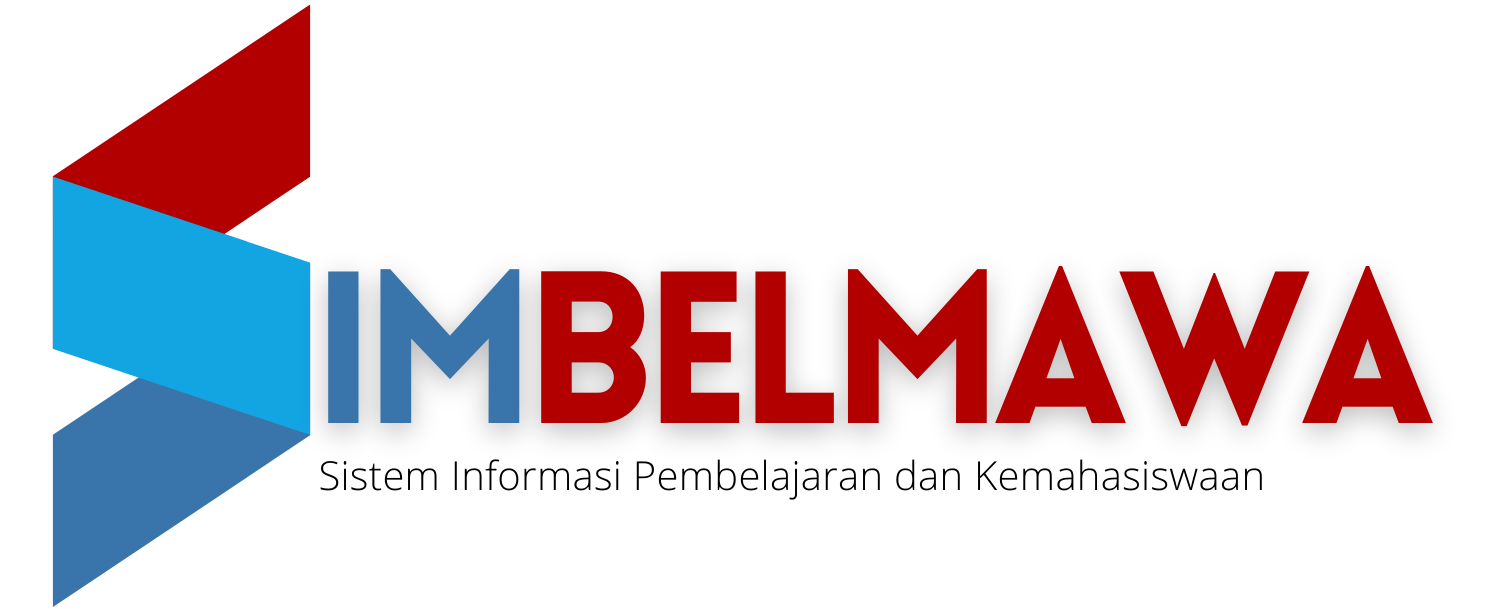 SIMBELMAWA
Sistem Informasi Pembelajaran dan Kemahasiswaan